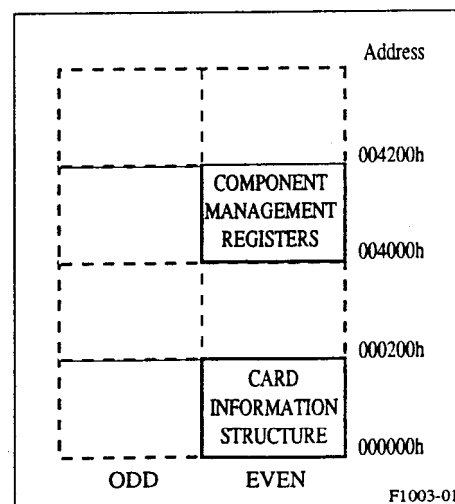 Address
004200h
COMPONENT
MANAGEMENT
REGISTERS
004000h
000200h
CARD
INFORMATION
STRUCTURE
000000h
ODD EVEN
F1003-01